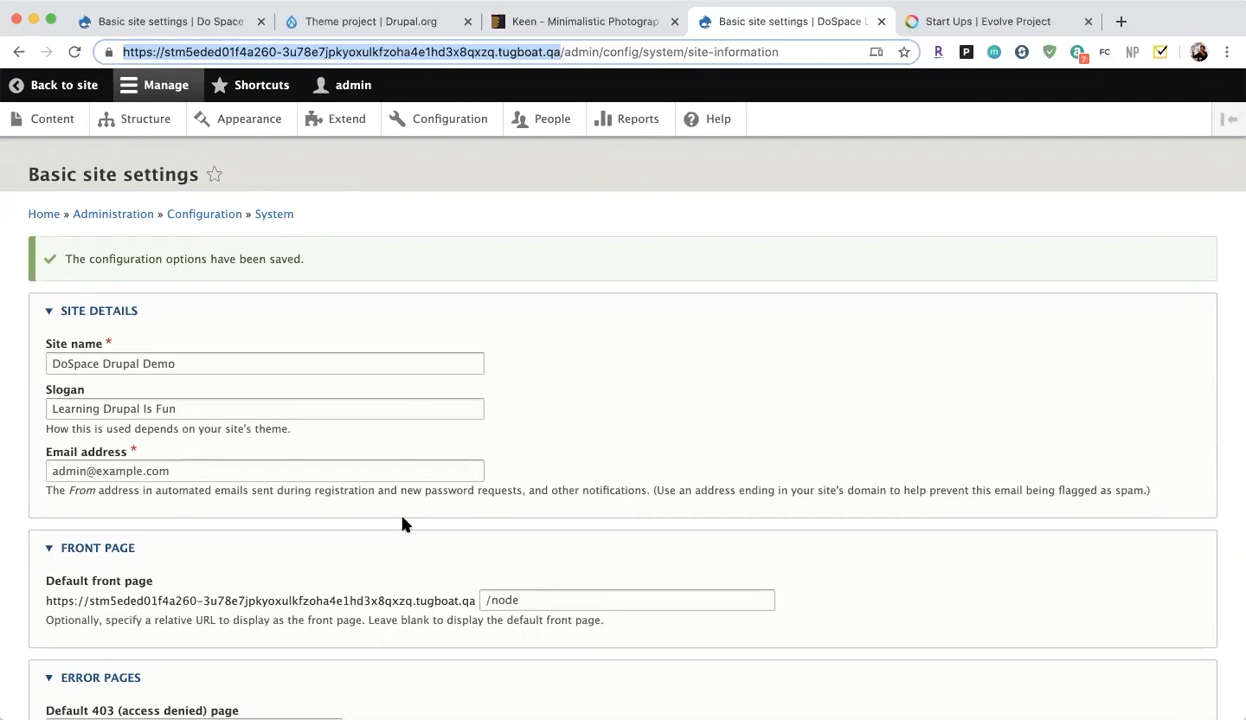 Basic site settings | Do Space
Theme project | Drupal.org
Keen - Minimalistic Photograp
Basic site settings | DoSpace D
Start Ups | Evolve Project
https://stm5eded01f4a260-3u78e7jpkyoxulkfzoha4e1hd3x8qxzq.tugboat.qa/admin/config/system/site-information
R P m a 7 FC NP
Back to site Manage Shortcuts admin
Content Structure Appearance Extend Configuration People Reports Help
Basic site settings
Home » Administration » Configuration » System
The configuration options have been saved.
SITE DETAILS
Site name *
DoSpace Drupal Demo
Slogan
Learning Drupal Is Fun
How this is used depends on your site's theme.
Email address *
admin@example.com
The From address in automated emails sent during registration and new password requests, and other notifications. (Use an address ending in your site's domain to help prevent this email being flagged as spam.)
FRONT PAGE
Default front page
https://stm5eded01f4a260-3u78e7jpkyoxulkfzoha4e1hd3x8qxzq.tugboat.qa /node
Optionally, specify a relative URL to display as the front page. Leave blank to display the default front page.
ERROR PAGES
Default 403 (access denied) page